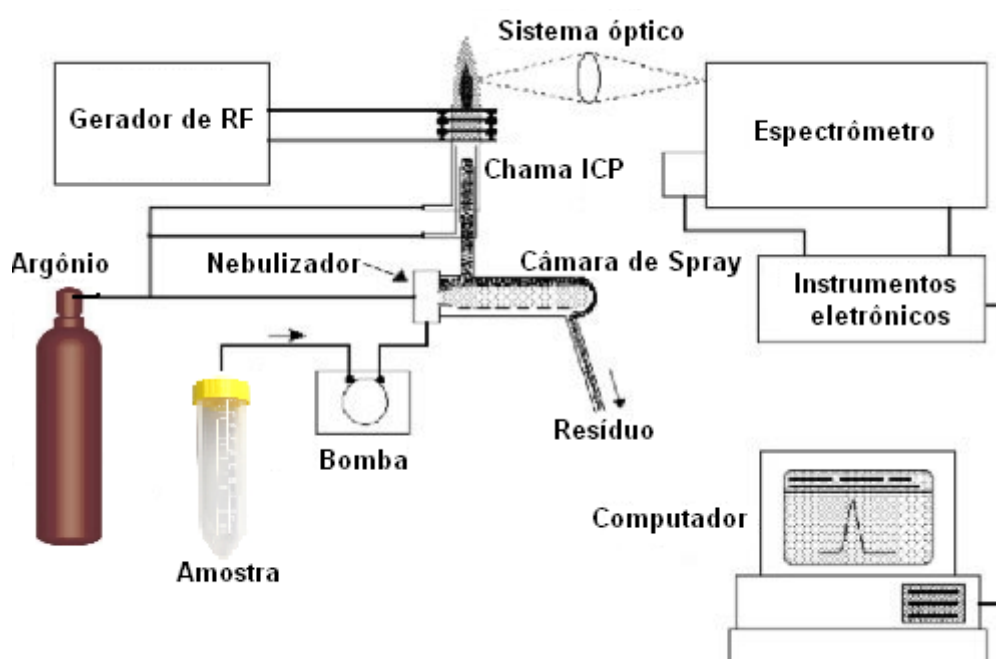 Sistema óptico
Gerador de RF
Espectrômetro
Chama ICP
Argônio
Nebulizador
Câmara de Spray
Instrumentos
eletrônicos
Resíduo
Bomba
Computador
Amostra